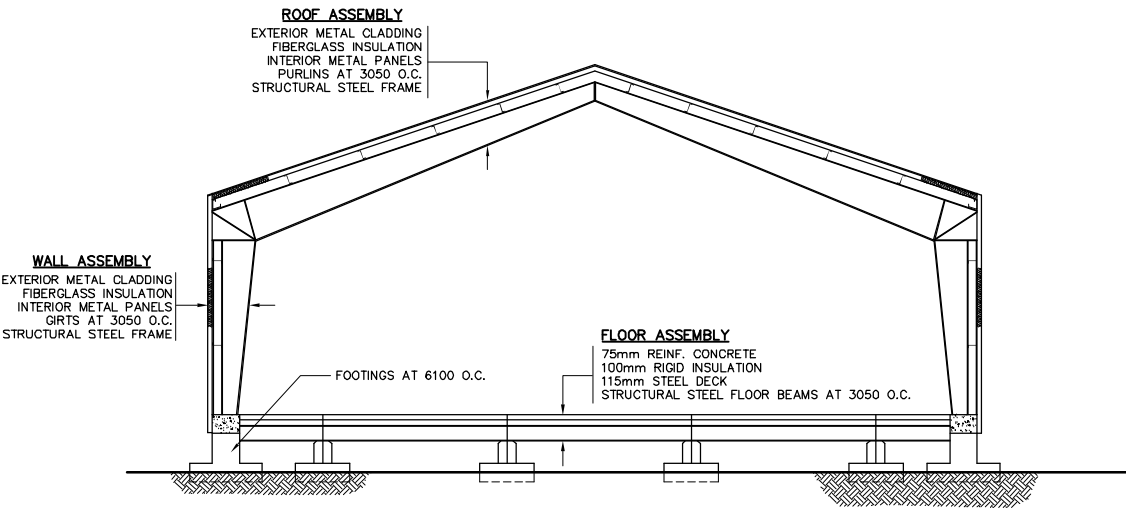 ROOF ASSEMBLY
EXTERIOR METAL CLADDING
FIBERGLASS INSULATION
INTERIOR METAL PANELS
PURLINS AT 3050 O.C.
STRUCTURAL STEEL FRAME
WALL ASSEMBLY
EXTERIOR METAL CLADDING
FIBERGLASS INSULATION
INTERIOR METAL PANELS
GIRTS AT 3050 O.C.
STRUCTURAL STEEL FRAME
FLOOR ASSEMBLY
75mm REINF. CONCRETE
100mm RIGID INSULATION
115mm STEEL DECK
STRUCTURAL STEEL FLOOR BEAMS AT 3050 O.C.
FOOTINGS AT 6100 O.C.